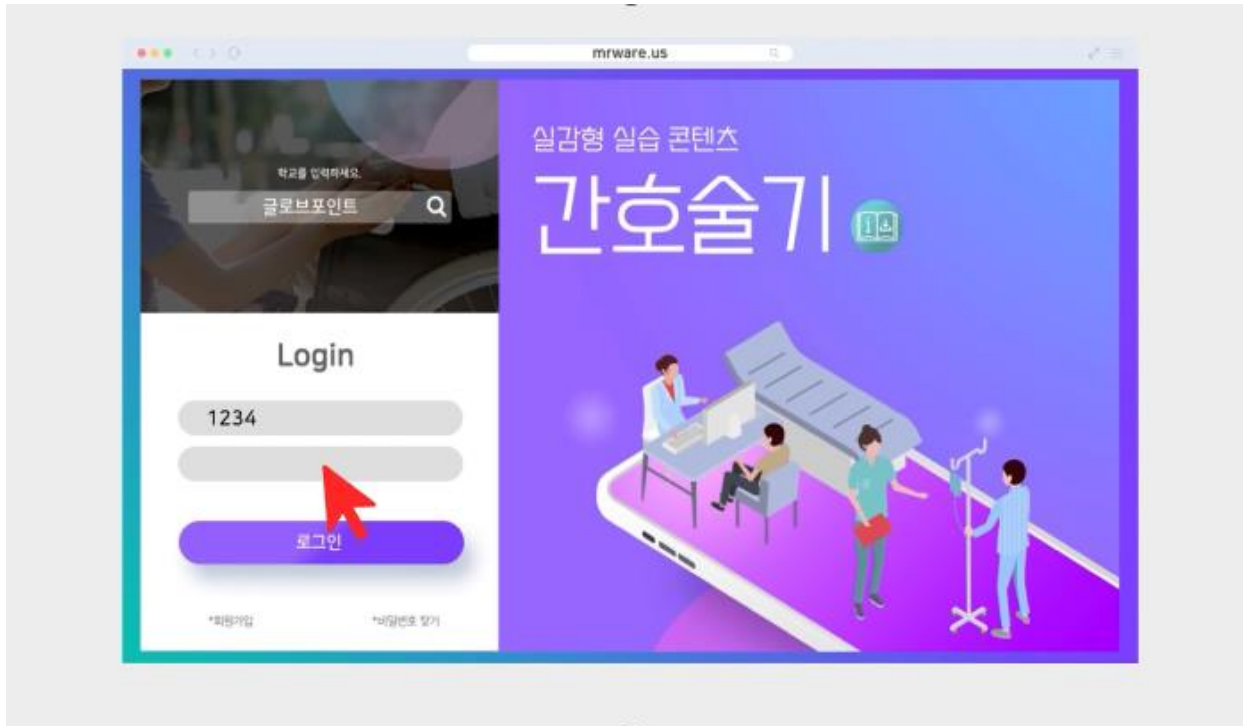 mrware.us
학교를 입력하세요.
글로브포인트
Login
1234
로그인
*회원가입
*비밀번호 찾기
실감형 실습 콘텐츠
간호술기